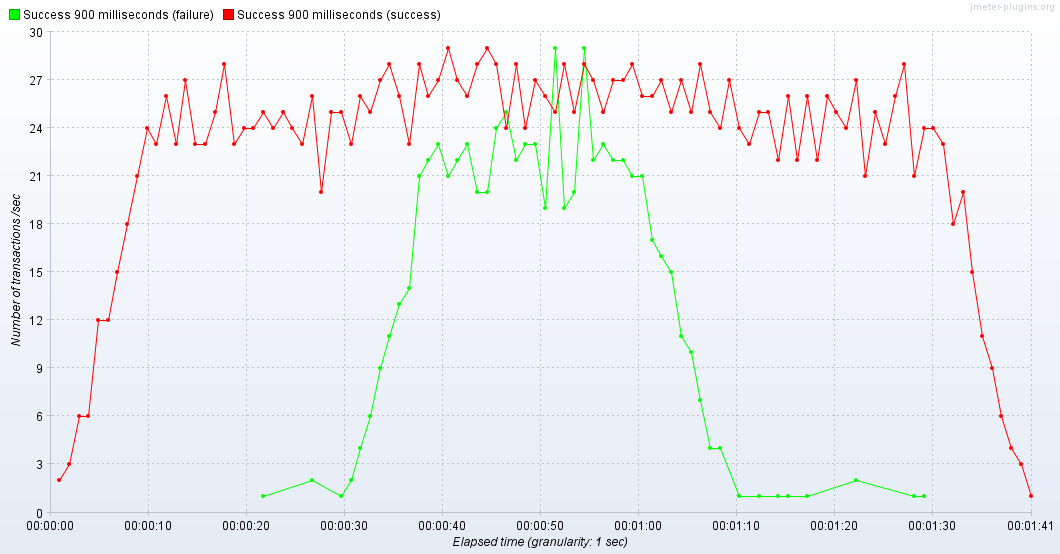 jmeter-plugins.org
Success 900 milliseconds (failure) Success 900 milliseconds (success)
30
27
24
21
18
15
12
9
6
3
0
Number of transactions /sec
00:00:00 00:00:10 00:00:20 00:00:30 00:00:40 00:00:50 00:01:00 00:01:10 00:01:20 00:01:30 00:01:41
Elapsed time (granularity: 1 sec)